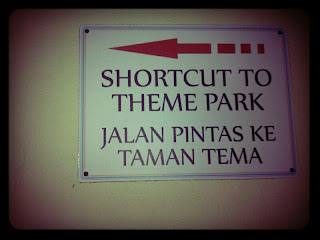 SHORTCUT TO
THEME PARK
JALAN PINTAS KE
TAMAN TEMA